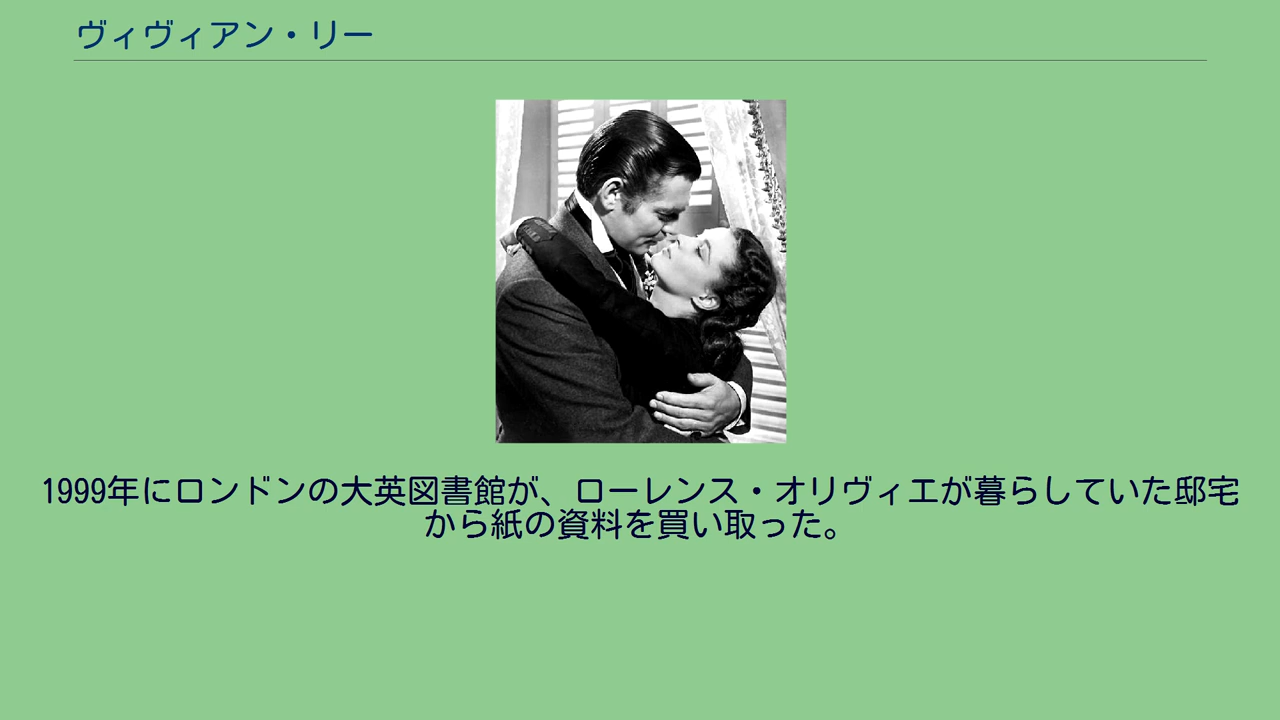 ヴィヴィアン・リー
1999年にロンドンの大英図書館が、ローレンス・オリヴィエが暮らしていた邸宅
から紙の資料を買い取った。